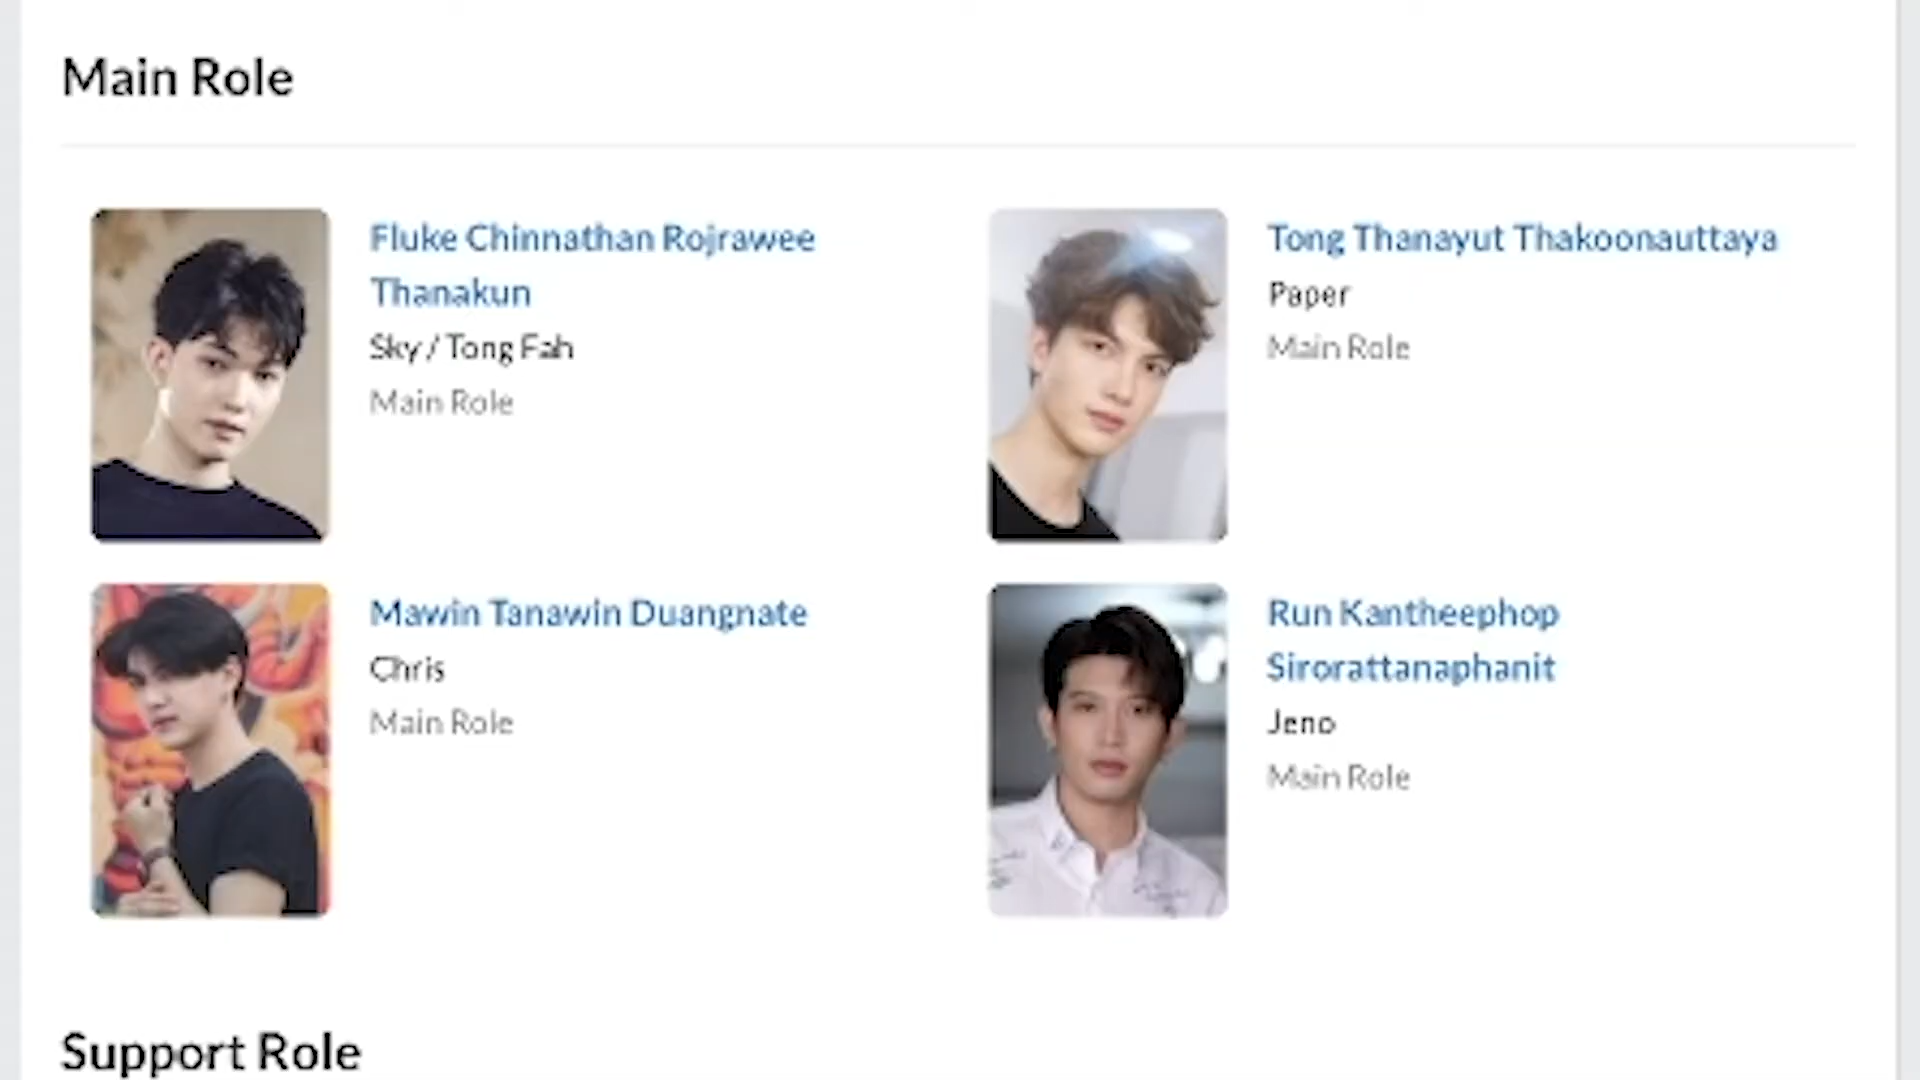 Main Role
Fluke Chinnathan Rojrawee
Thanakun
Sky / Tong Fah
Main Role
Tong Thanayut Thakoonauttaya
Paper
Main Role
Mawin Tanawin Duangnate
Chris
Main Role
Run Kantheephop
Sirorattanaphanit
Jeno
Main Role
Support Role